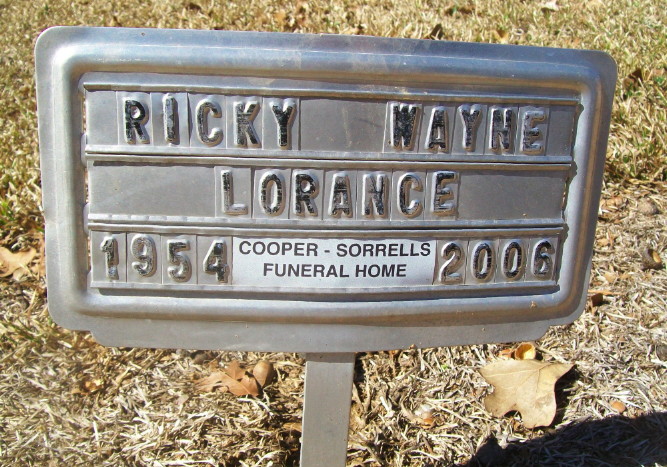 RICKY WAYNE
LORANCE
1954 COOPER - SORRELLS 2006
FUNERAL HOME